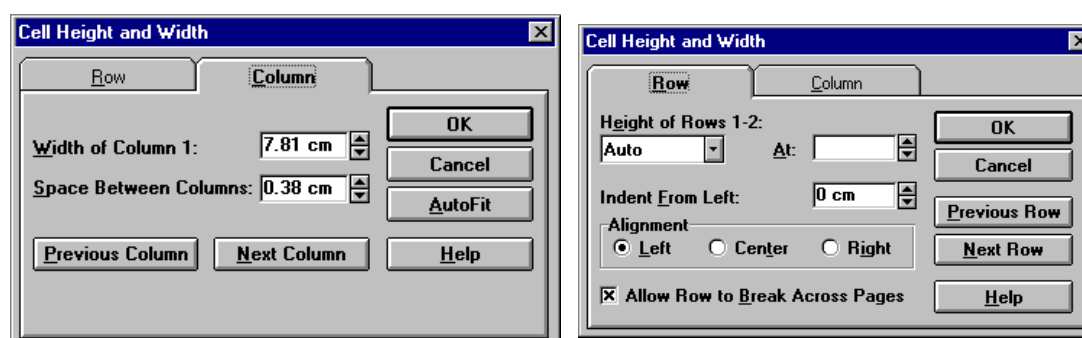 Cell Height and Width
Row Column
Width of Column 1: 7.81 cm OK
Cancel
Space Between Columns: 0.38 cm
AutoFit
Previous Column Next Column Help
Cell Height and Width
Row Column
Height of Rows 1-2:
Auto At: OK
Cancel
Indent From Left: 0 cm
Previous Row
Alignment
Left Center Right Next Row
Allow Row to Break Across Pages Help